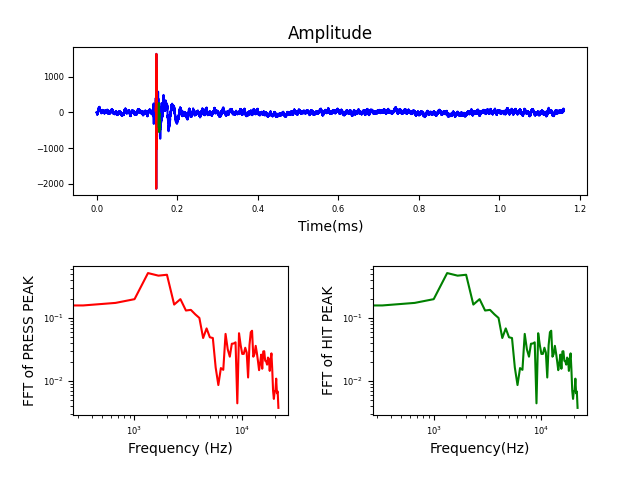 Amplitude
1000
0
−1000
−2000
0.0 0.2 0.4 0.6 0.8 1.0 1.2
Time(ms)
FFT of PRESS PEAK
10⁻¹
10⁻²
10³ 10⁴
Frequency (Hz)
FFT of HIT PEAK
10⁻¹
10⁻²
10³ 10⁴
Frequency(Hz)